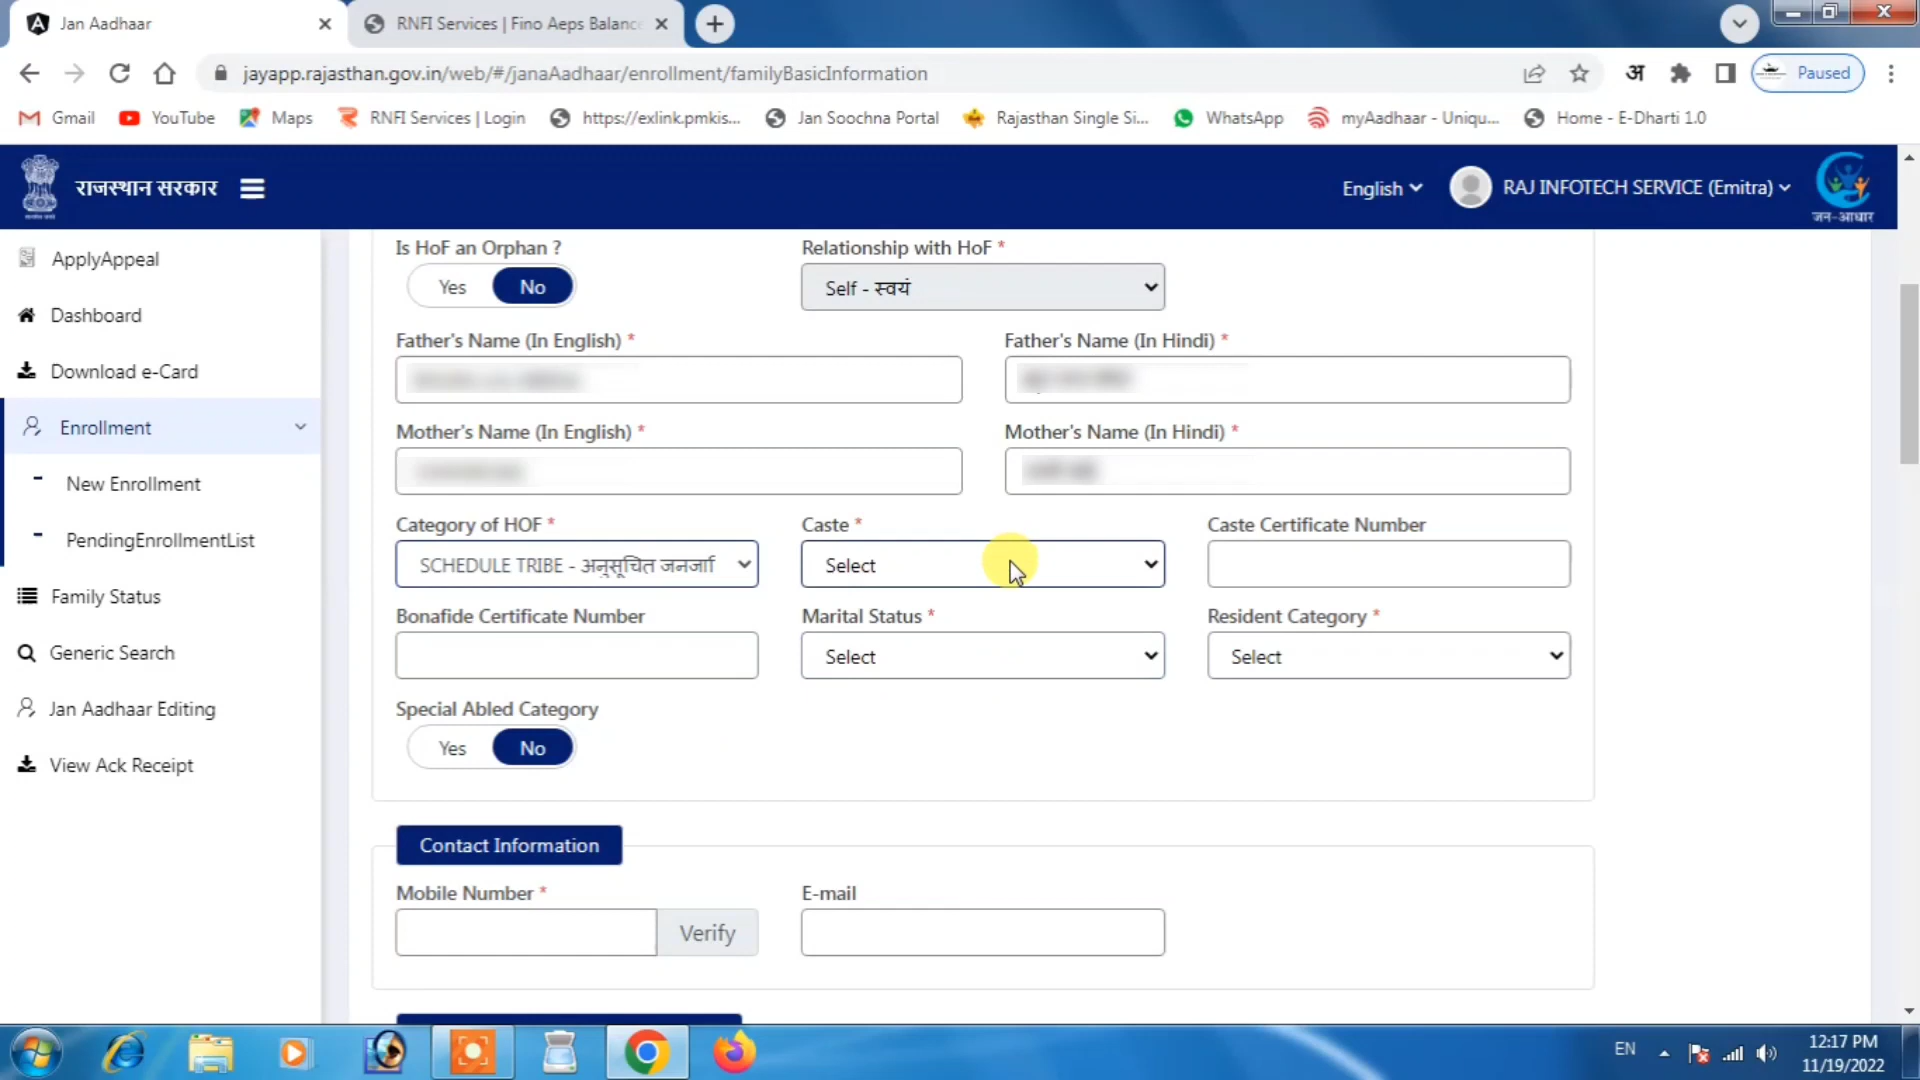 Jan Aadhaar
RNFI Services | Fino Aeps Balance
jayapp.rajasthan.gov.in/web/#/janaAadhaar/enrollment/familyBasicInformation
अ
Paused
Gmail
YouTube
Maps
RNFI Services | Login
https://exlink.pmkis...
Jan Soochna Portal
Rajasthan Single Si...
WhatsApp
myAadhaar - Uniqu...
Home - E-Dharti 1.0
राजस्थान सरकार
English
RAJ INFOTECH SERVICE (Emitra)
जन-आधार
ApplyAppeal
Dashboard
Download e-Card
Enrollment
New Enrollment
PendingEnrollmentList
Family Status
Generic Search
Jan Aadhaar Editing
View Ack Receipt
Is HoF an Orphan ?
Relationship with HoF *
Yes No
Self - स्वयं
Father's Name (In English) *
Father's Name (In Hindi) *
Mother's Name (In English) *
Mother's Name (In Hindi) *
Category of HOF *
Caste *
Caste Certificate Number
SCHEDULE TRIBE - अनुसूचित जनजाति
Select
Bonafide Certificate Number
Marital Status *
Resident Category *
Select
Select
Special Abled Category
Yes No
Contact Information
Mobile Number *
E-mail
Verify
EN
12:17 PM
11/19/2022